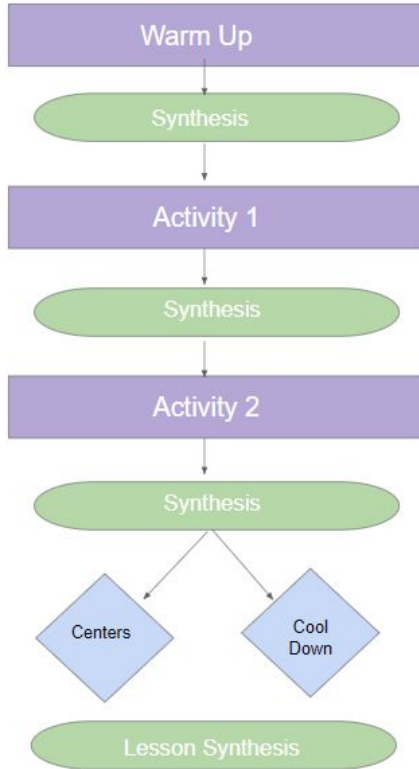 Warm Up
Synthesis
Activity 1
Synthesis
Activity 2
Synthesis
Centers
Cool
Down
Lesson Synthesis